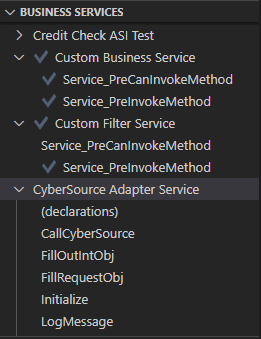 BUSINESS SERVICES
Credit Check ASI Test
Custom Business Service
Service_PreCanInvokeMethod
Service_PreInvokeMethod
Custom Filter Service
Service_PreCanInvokeMethod
Service_PreInvokeMethod
CyberSource Adapter Service
(declarations)
CallCyberSource
FillOutIntObj
FillRequestObj
Initialize
LogMessage